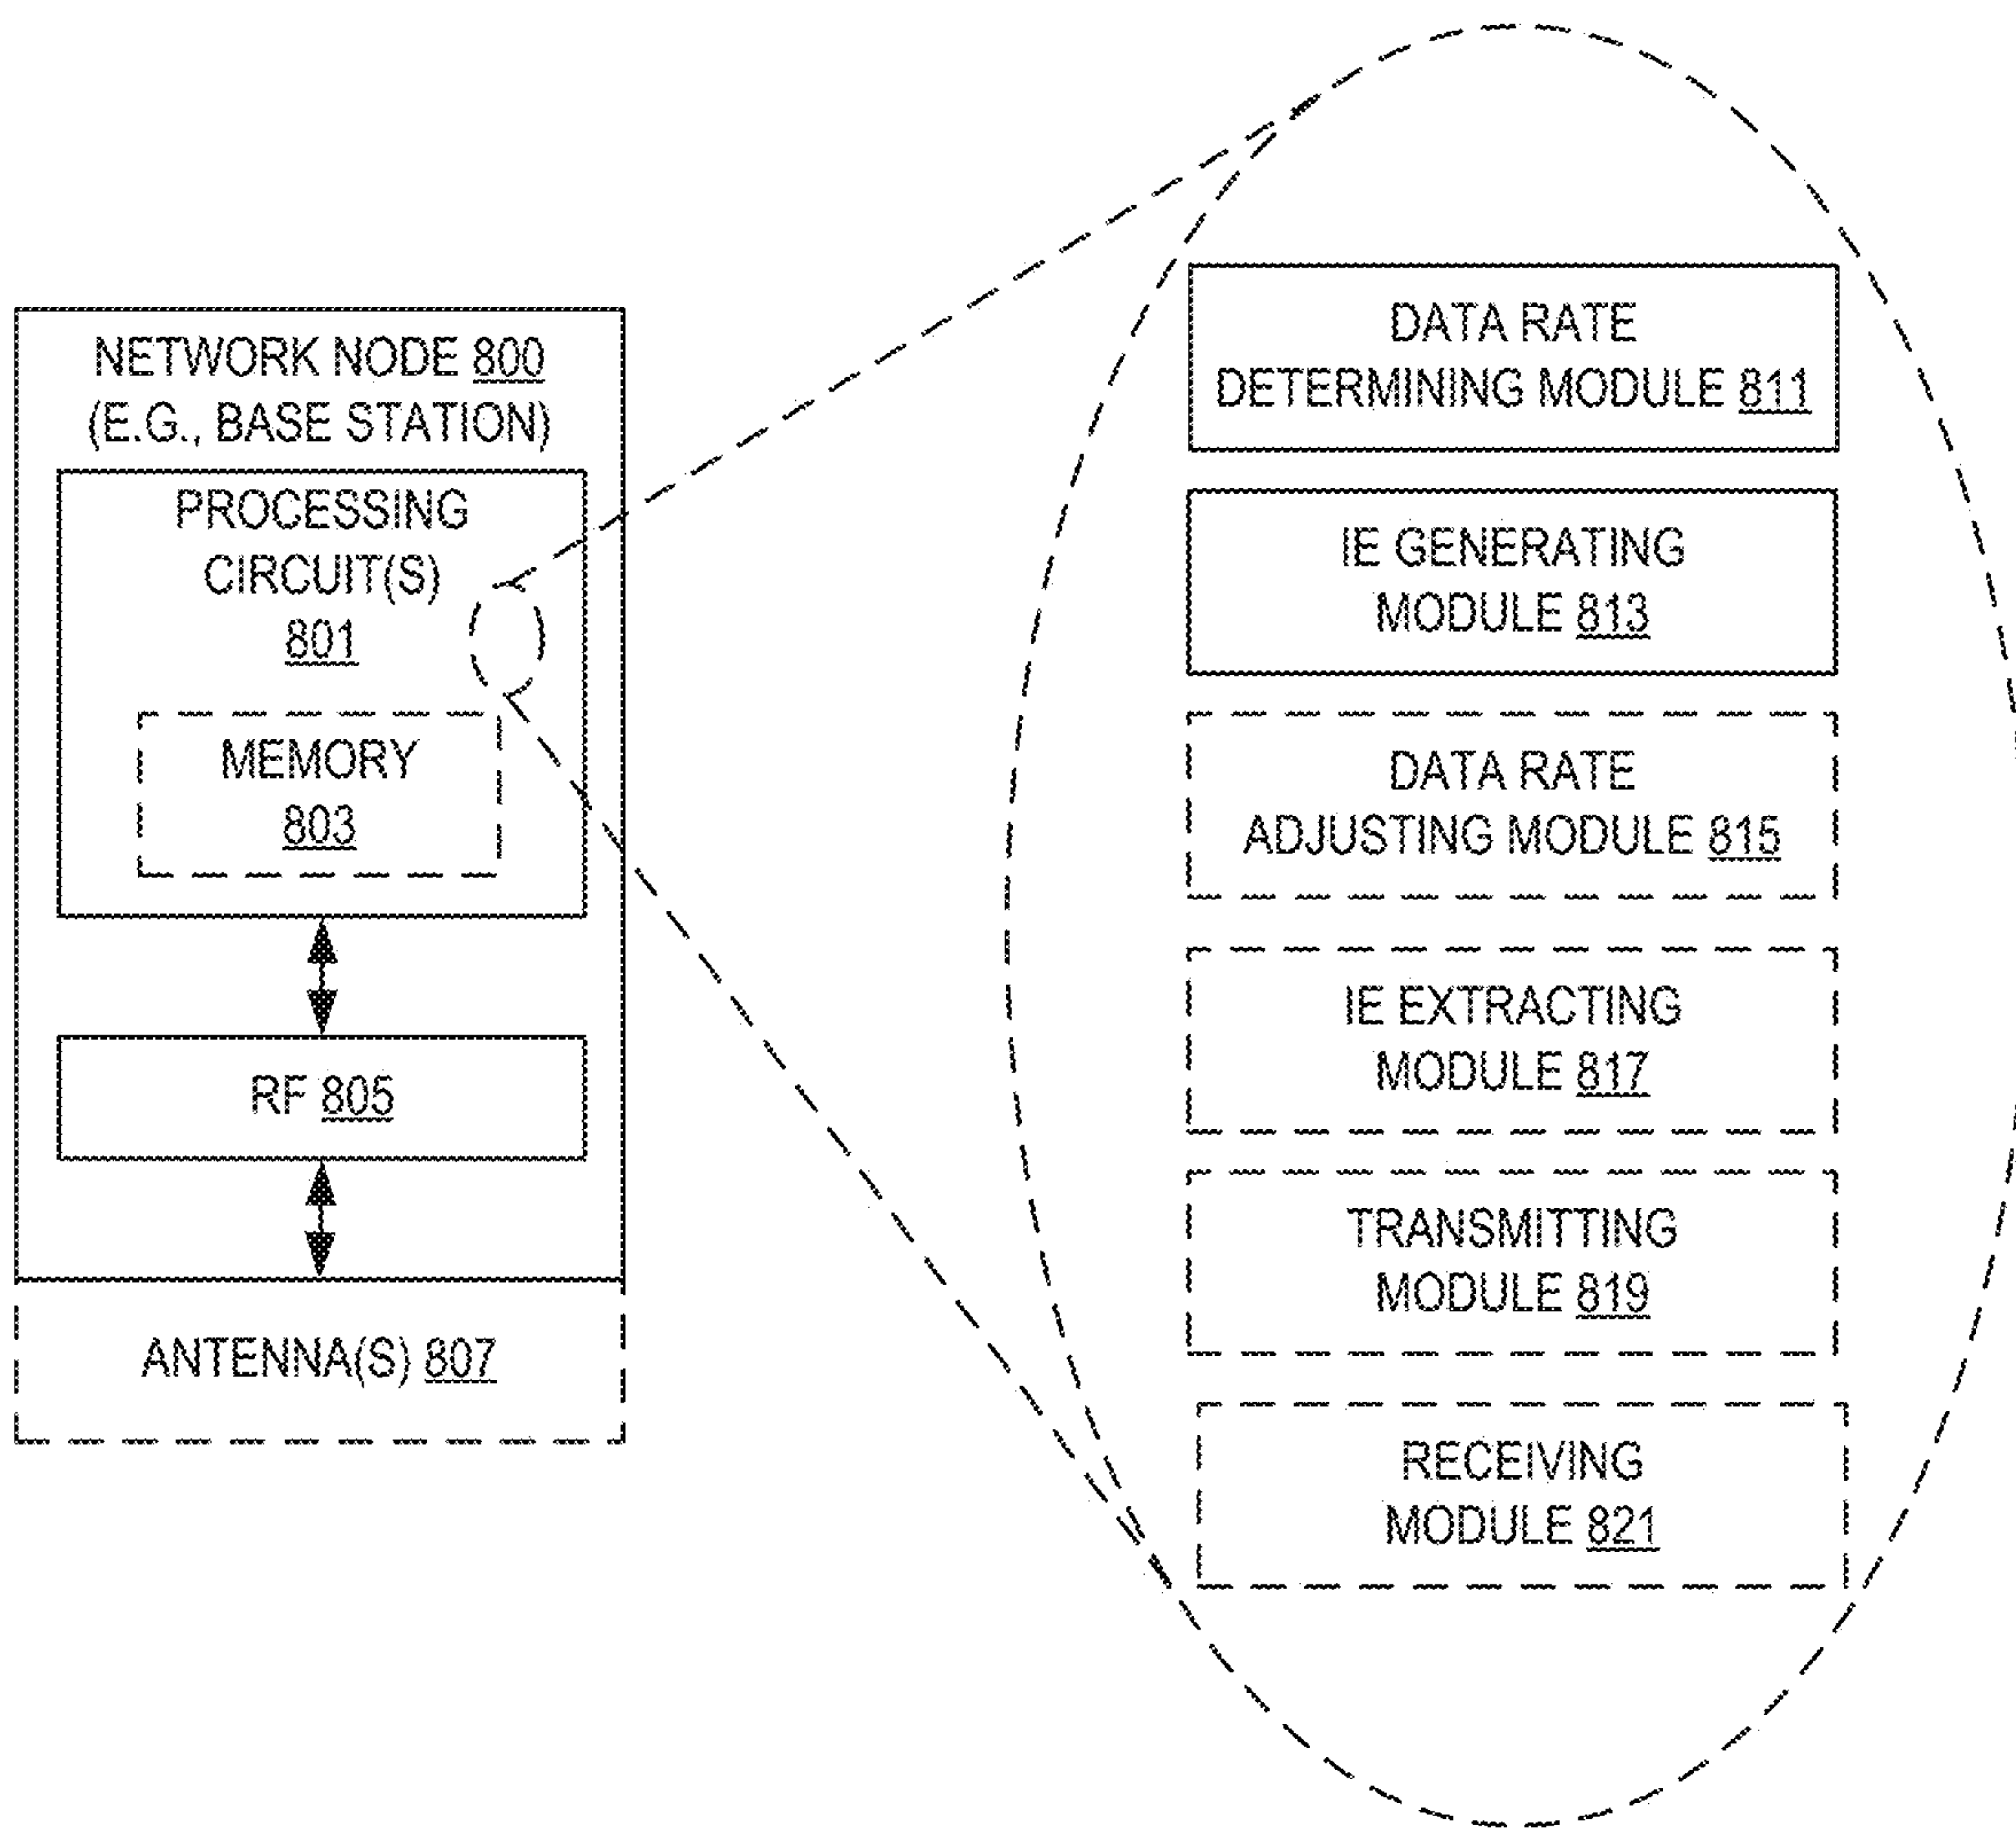 NETWORK NODE 800
(E.G., BASE STATION)
PROCESSING
CIRCUIT(S)
801
MEMORY
803
RF 805
ANTENNA(S) 807
DATA RATE
DETERMINING MODULE 811
IE GENERATING
MODULE 813
DATA RATE
ADJUSTING MODULE 815
IE EXTRACTING
MODULE 817
TRANSMITTING
MODULE 819
RECEIVING
MODULE 821